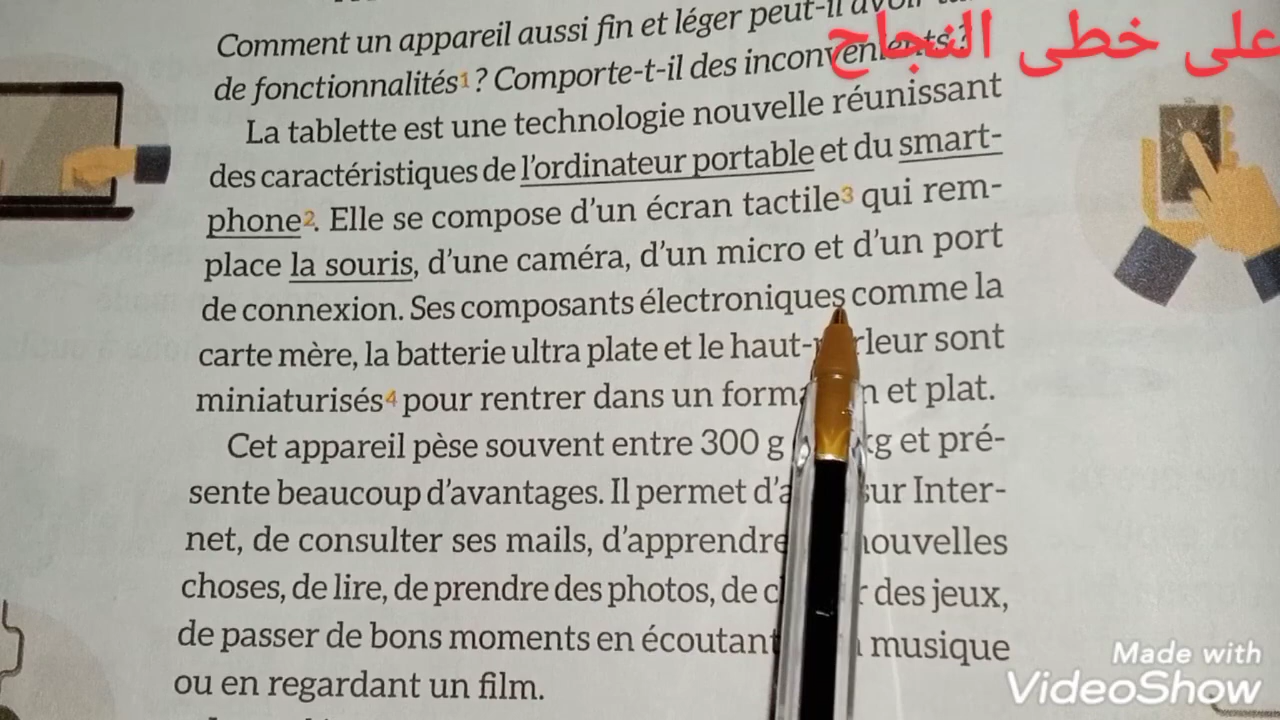 Comment un appareil aussi fin et léger peut-il avoir
de fonctionnalités¹ ? Comporte-t-il des inconvénients ?
على خطى النجاح
La tablette est une technologie nouvelle réunissant
des caractéristiques de l'ordinateur portable et du smart-
phone². Elle se compose d'un écran tactile³ qui rem-
place la souris, d'une caméra, d'un micro et d'un port
de connexion. Ses composants électroniques comme la
carte mère, la batterie ultra plate et le haut-parleur sont
miniaturisés⁴ pour rentrer dans un format et plat.
Cet appareil pèse souvent entre 300 g kg et pré-
sente beaucoup d'avantages. Il permet sur Inter-
net, de consulter ses mails, d'apprendre nouvelles
choses, de lire, de prendre des photos, de des jeux,
de passer de bons moments en écoutant musique
ou en regardant un film.
Made with
VideoShow